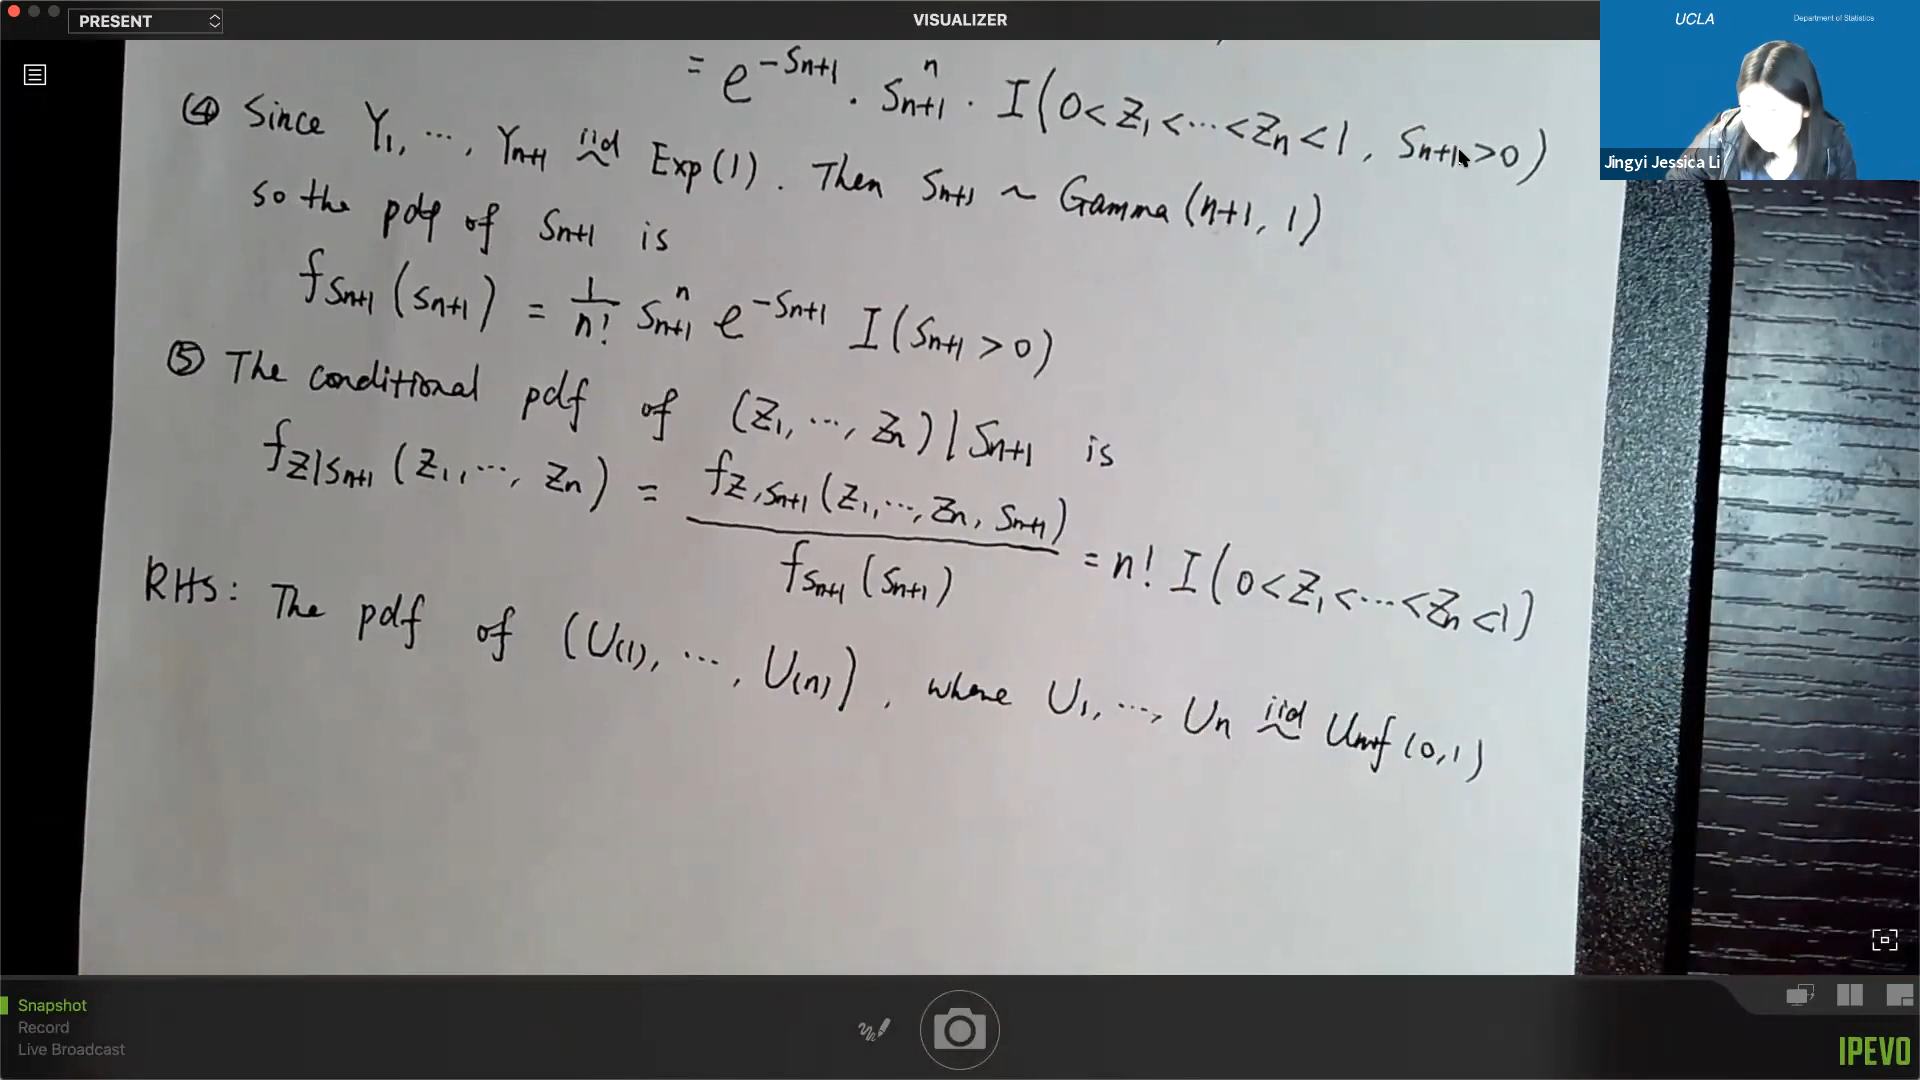 PRESENT
VISUALIZER
UCLA
Department of Statistics
Jingyi Jessica Li
= e^{-S_{n+1}} · S_{n+1}^n · I(0<Z_1<···<Z_n<1, S_{n+1}>0)
④ Since Y_1, ···, Y_{n+1} iid~ Exp(1). Then S_{n+1} ~ Gamma(n+1, 1)
so the pdf of S_{n+1} is
f_{S_{n+1}}(s_{n+1}) = 1/n! s_{n+1}^n e^{-s_{n+1}} I(s_{n+1} > 0)
⑤ The conditional pdf of (Z_1, ···, Z_n) | S_{n+1} is
f_{Z|S_{n+1}}(Z_1, ···, Z_n) = f_{Z,S_{n+1}}(Z_1, ···, Z_n, S_{n+1}) / f_{S_{n+1}}(S_{n+1}) = n! I(0<Z_1<···<Z_n<1)
RHS: The pdf of (U_{(1)}, ···, U_{(n)}), where U_1, ···, U_n iid~ Unif(0,1)
Snapshot
Record
Live Broadcast
IPEVO